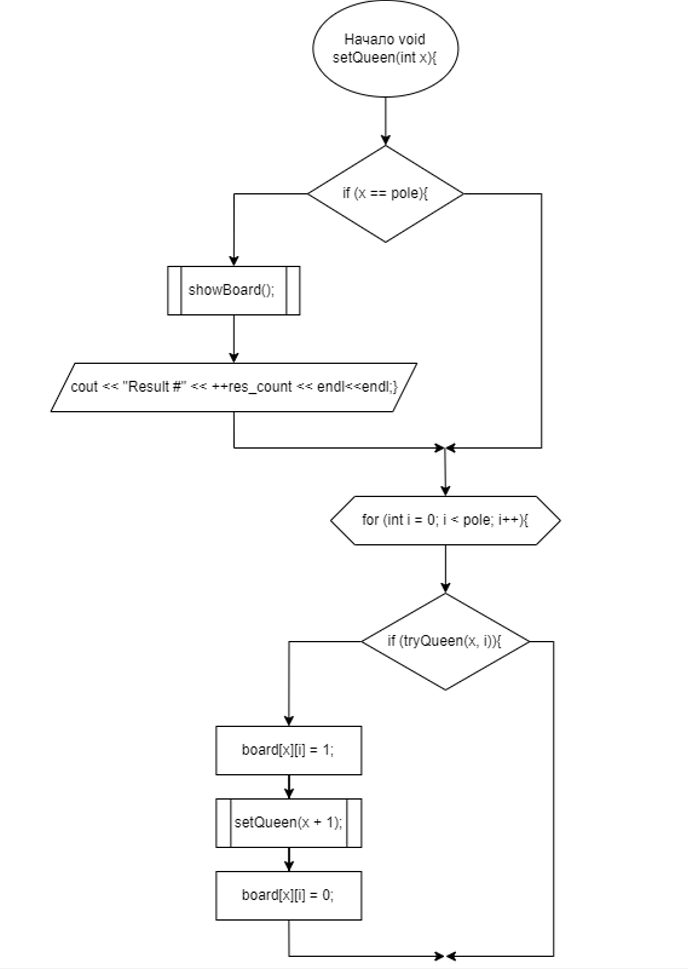 Начало void
setQueen(int x){
if (x == pole){
showBoard();
cout << "Result #" << ++res_count << endl<<endl;}
for (int i = 0; i < pole; i++){
if (tryQueen(x, i)){
board[x][i] = 1;
setQueen(x + 1);
board[x][i] = 0;